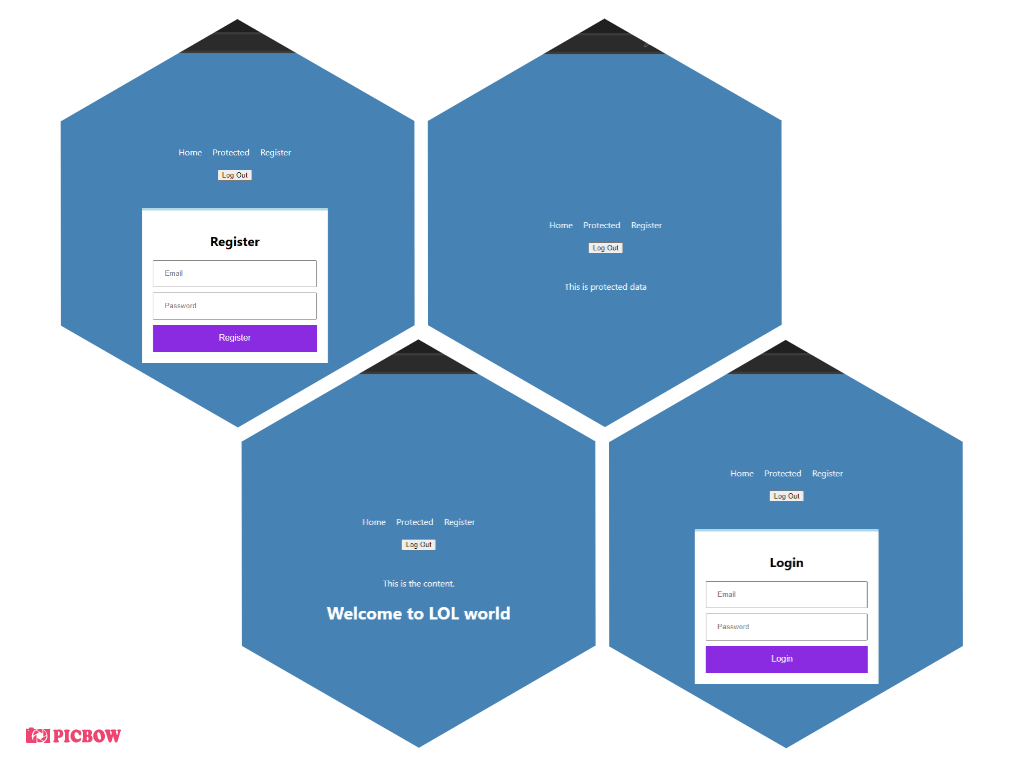 Home Protected Register
Log Out
Register
Email
Password
Register
Home Protected Register
Log Out
This is protected data
Home Protected Register
Log Out
This is the content.
Welcome to LOL world
Home Protected Register
Log Out
Login
Email
Password
Login
PICBOW